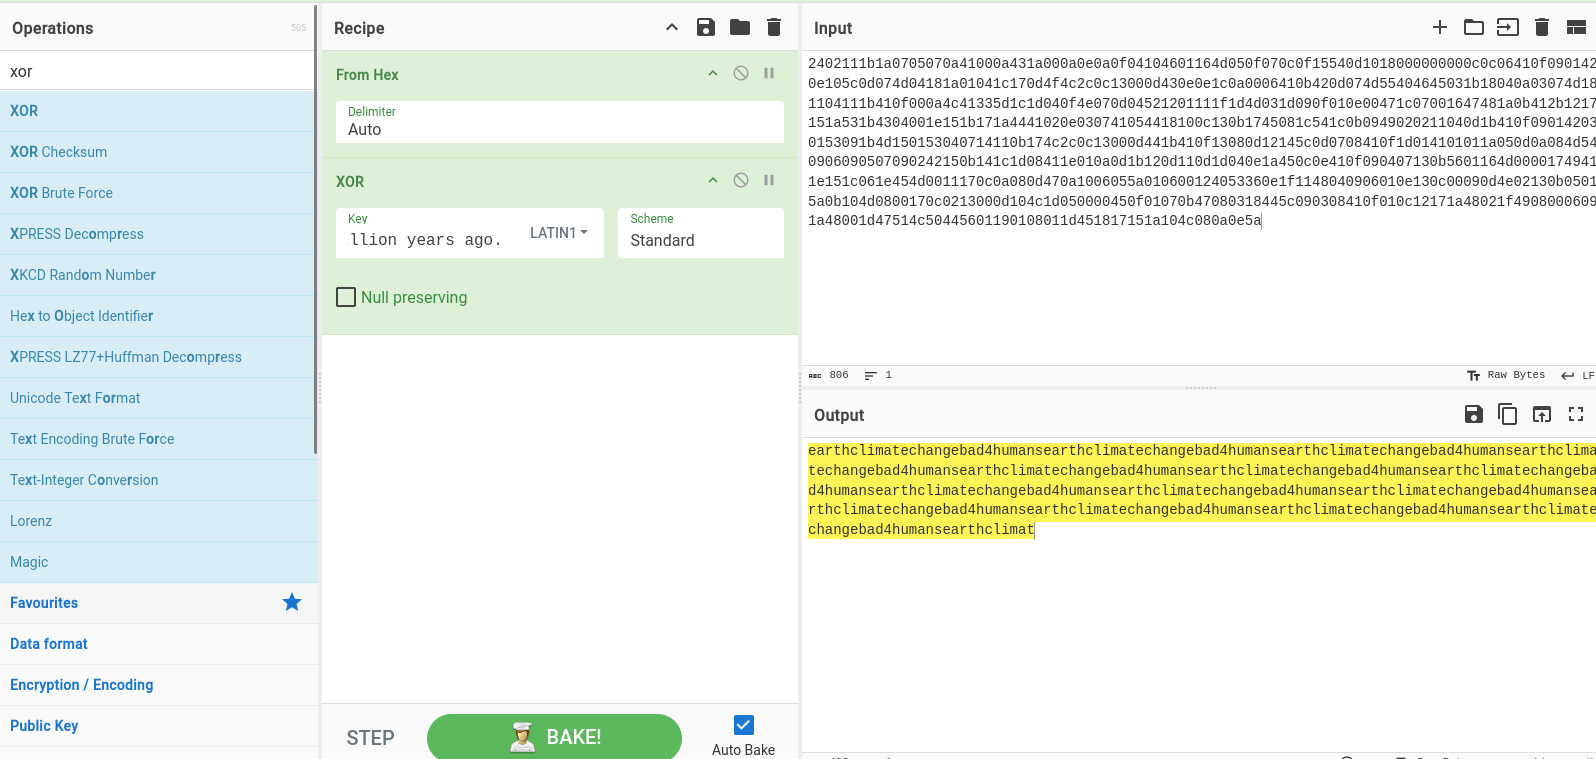 Operations
505
xor
XOR
XOR Checksum
XOR Brute Force
XPRESS Decompress
XKCD Random Number
Hex to Object Identifier
XPRESS LZ77+Huffman Decompress
Unicode Text Format
Text Encoding Brute Force
Text-Integer Conversion
Lorenz
Magic
Favourites
Data format
Encryption / Encoding
Public Key
Recipe
From Hex
Delimiter
Auto
XOR
Key
llion years ago.
LATIN1
Scheme
Standard
Null preserving
STEP
BAKE!
Auto Bake
Input
2402111b1a0705070a41000a431a000a0e0a0f04104601164d050f070c0f15540d1018000000000c0c06410f090142
0e105c0d074d04181a01041c170d4f4c2c0c13000d430e0e1c0a0006410b420d074d55404645031b18040a03074d18
1104111b410f000a4c41335d1c1d040f4e070d04521201111f1d4d031d090f010e00471c07001647481a0b412b1217
151a531b4304001e151b171a4441020e030741054418100c130b1745081c541c0b0949020211040d1b410f09014203
0153091b4d150153040714110b174c2c0c13000d441b410f13080d12145c0d0708410f1d014101011a050d0a084d54
0906090507090242150b141c1d08411e010a0d1b120d110d1d040e1a450c0e410f090407130b5601164d0000174941
1e151c061e454d0011170c0a080d470a1006055a010600124053360e1f1148040906010e130c00090d4e02130b0501
5a0b104d0800170c0213000d104c1d050000450f01070b47080318445c090308410f010c12171a48021f4908000609
1a48001d47514c50445601190108011d451817151a104c080a0e5a
ABC 806
1
Raw Bytes
LF
Output
earthclimatechangebad4humansearthclimatechangebad4humansearthclimatechangebad4humansearthclima
techangebad4humansearthclimatechangebad4humansearthclimatechangebad4humansearthclimatechangeba
d4humansearthclimatechangebad4humansearthclimatechangebad4humansearthclimatechangebad4humansea
rthclimatechangebad4humansearthclimatechangebad4humansearthclimatechangebad4humansearthclimate
changebad4humansearthclimat